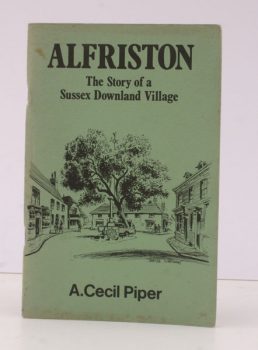 ALFRISTON
The Story of a
Sussex Downland Village
A. Cecil Piper